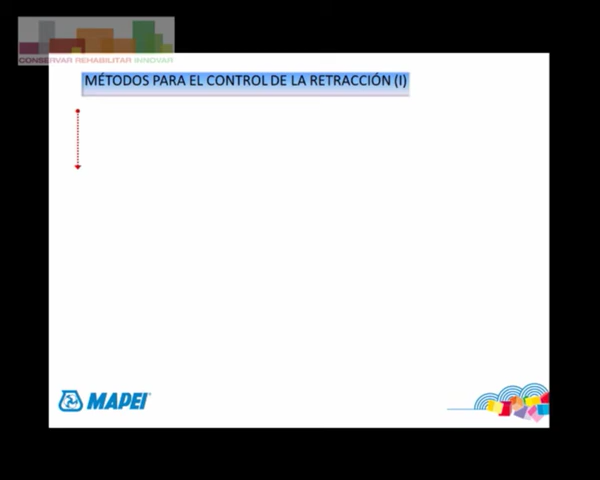 CONSERVAR REHABILITAR INNOVAR
MÉTODOS PARA EL CONTROL DE LA RETRACCIÓN (I)
MAPEI